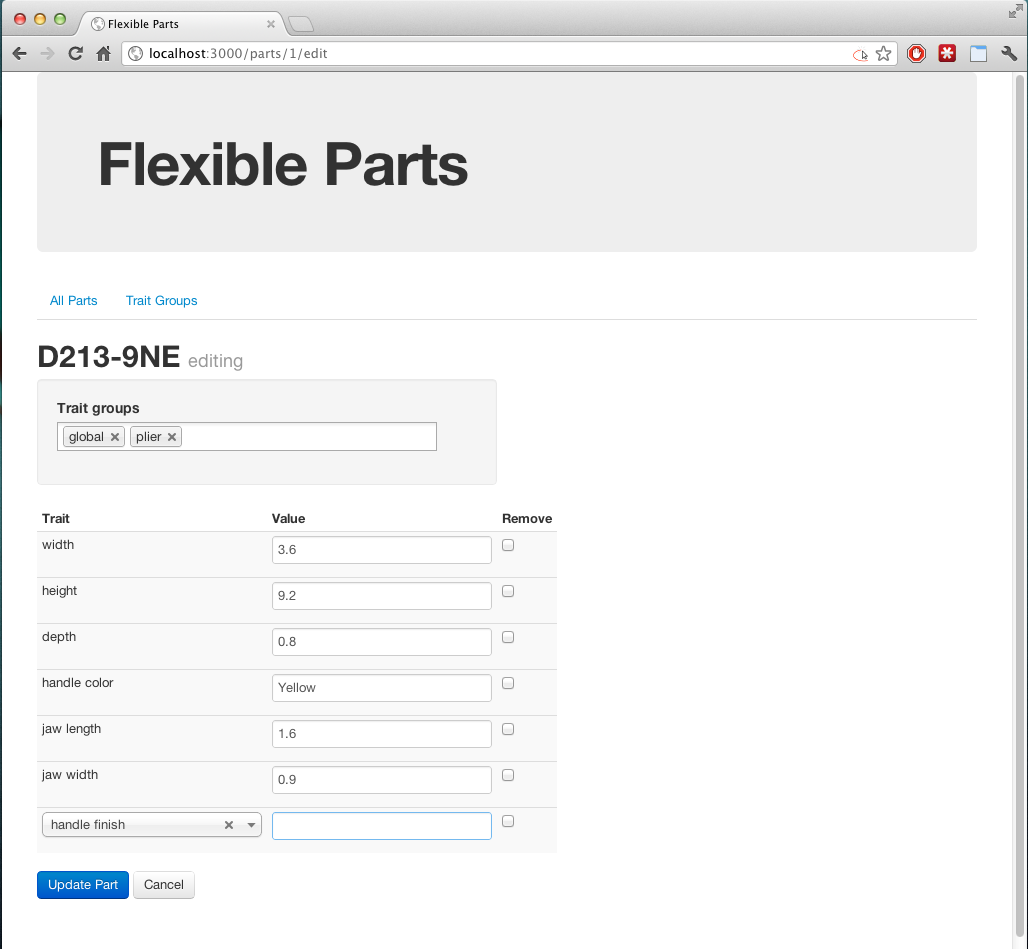 Flexible Parts
localhost:3000/parts/1/edit
Flexible Parts
All Parts Trait Groups
D213-9NE editing
Trait groups
global plier
Trait Value Remove
width 3.6
height 9.2
depth 0.8
handle color Yellow
jaw length 1.6
jaw width 0.9
handle finish
Update Part Cancel